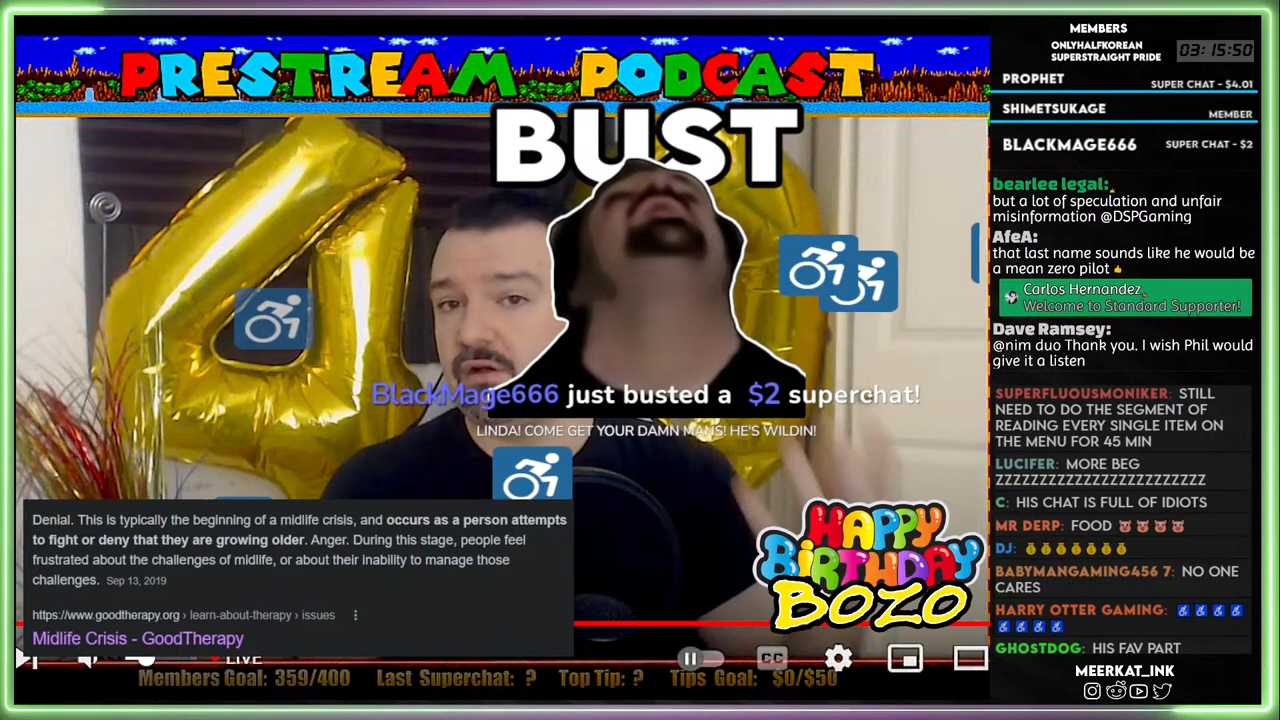 PRESTREAM PODCAST
BUST
BlackMage666 just busted a $2 superchat!
LINDA! COME GET YOUR DAMN MANS! HE'S WILDIN!
Denial. This is typically the beginning of a midlife crisis, and occurs as a person attempts
to fight or deny that they are growing older. Anger. During this stage, people feel
frustrated about the challenges of midlife, or about their inability to manage those
challenges. Sep 13, 2019
https://www.goodtherapy.org › learn-about-therapy › issues
Midlife Crisis - GoodTherapy
HAPPY
BIRTHDAY
BOZO
LIVE
CC
Members Goal: 359/400 Last Superchat: ? Top Tip: ? Tips Goal: $0/$50
MEMBERS
ONLYHALFKOREAN
SUPERSTRAIGHT PRIDE
03:15:50
PROPHET SUPER CHAT - $4.01
SHIMETSUKAGE MEMBER
BLACKMAGE666 SUPER CHAT - $2
bearlee legal:
but a lot of speculation and unfair
misinformation @DSPGaming
AfeA:
that last name sounds like he would be
a mean zero pilot
Carlos Hernandez
Welcome to Standard Supporter!
Dave Ramsey:
@nim duo Thank you. I wish Phil would
give it a listen
SUPERFLUOUSMONIKER: STILL
NEED TO DO THE SEGMENT OF
READING EVERY SINGLE ITEM ON
THE MENU FOR 45 MIN
LUCIFER: MORE BEG
ZZZZZZZZZZZZZZZZZZZZZZZZZ
C: HIS CHAT IS FULL OF IDIOTS
MR DERP: FOOD
DJ:
BABYMANGAMING456 7: NO ONE
CARES
HARRY OTTER GAMING:
GHOSTDOG: HIS FAV PART
MEERKAT_INK